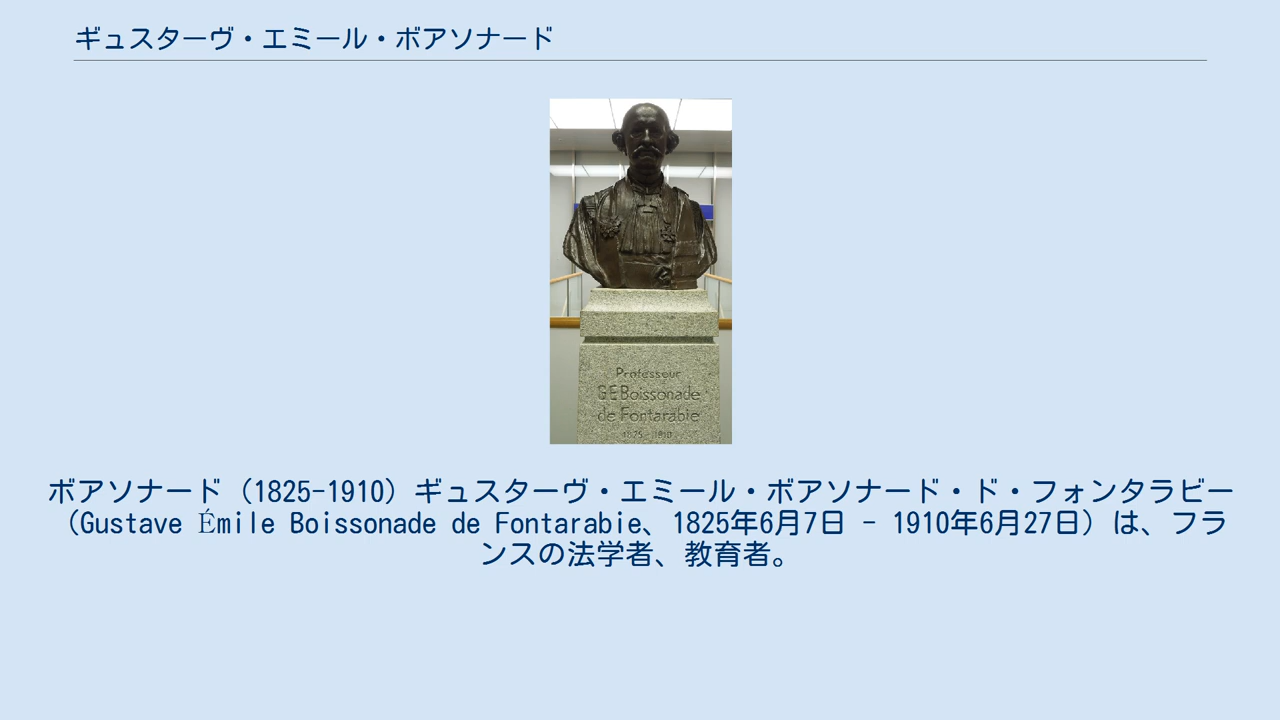 ギュスターヴ・エミール・ボアソナード
Professeur
G.E.Boissonade
de Fontarabie
1825-1910
ボアソナード（1825-1910）ギュスターヴ・エミール・ボアソナード・ド・フォンタラビー
（Gustave Émile Boissonade de Fontarabie、1825年6月7日 - 1910年6月27日）は、フラ
ンスの法学者、教育者。